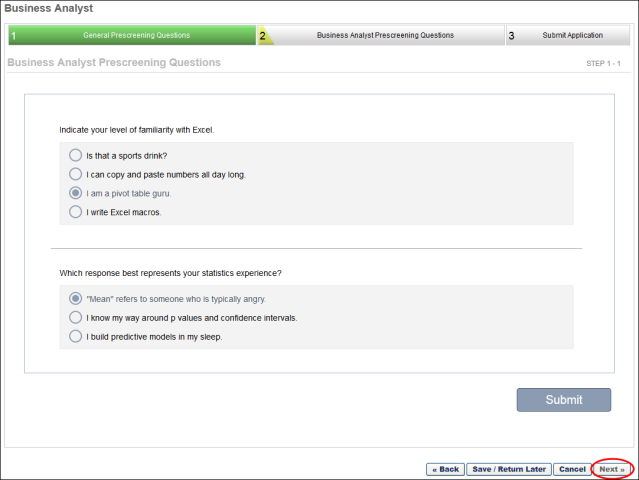 Business Analyst
1 General Prescreening Questions 2 Business Analyst Prescreening Questions 3 Submit Application
Business Analyst Prescreening Questions STEP 1 - 1
Indicate your level of familiarity with Excel.
Is that a sports drink?
I can copy and paste numbers all day long.
I am a pivot table guru.
I write Excel macros.
Which response best represents your statistics experience?
"Mean" refers to someone who is typically angry.
I know my way around p values and confidence intervals.
I build predictive models in my sleep.
Submit
« Back Save / Return Later Cancel Next »